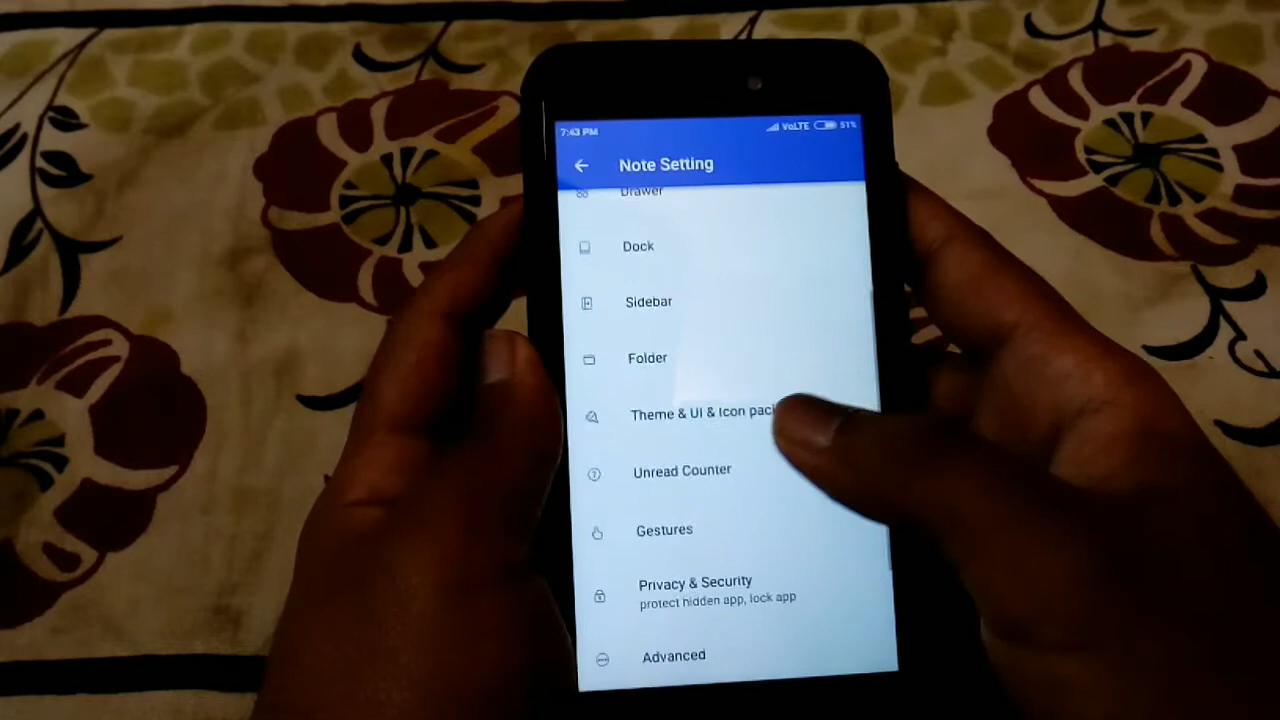 7:43 PM VoLTE 51%
Note Setting
Drawer
Dock
Sidebar
Folder
Theme & UI & Icon pac
Unread Counter
Gestures
Privacy & Security
protect hidden app, lock app
Advanced